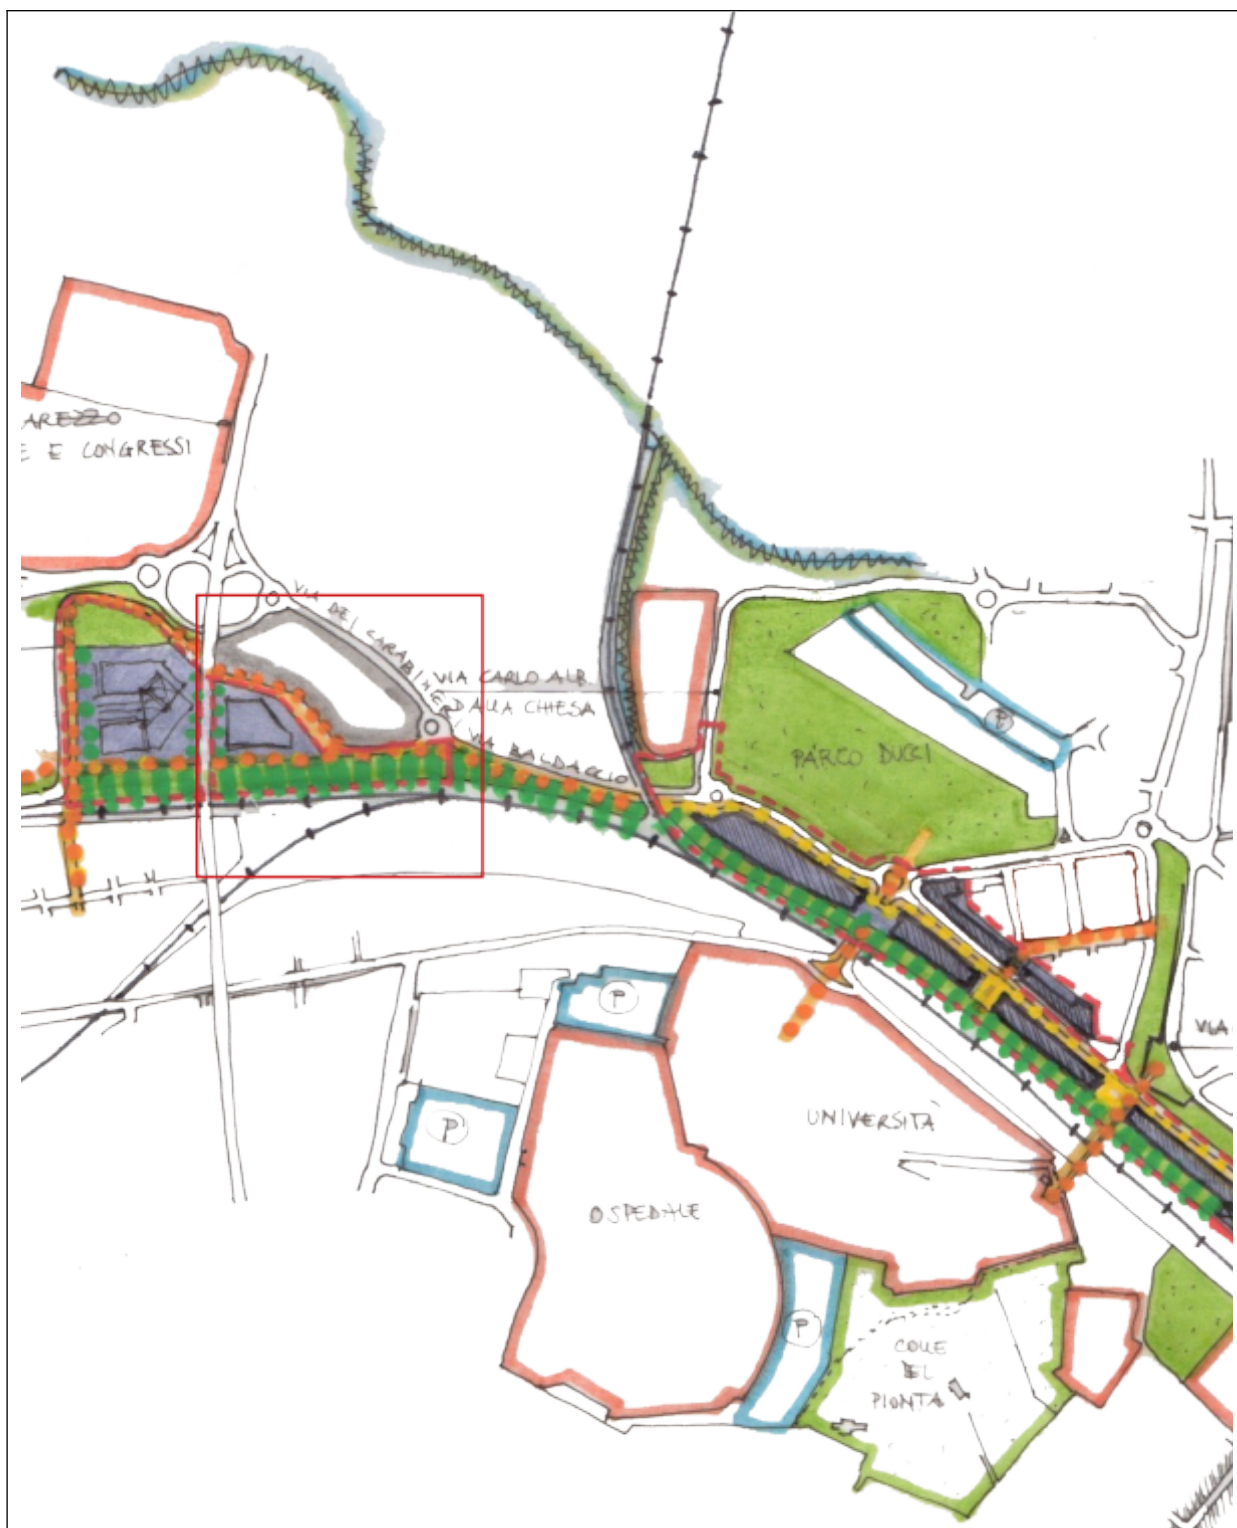 AREZZO
E E CONGRESSI
VIA DEI CARABINIERI
VIA CARLO ALB.
DALLA CHIESA
VIA BALDACCIO
P
PARCO DUCCI
P
P
UNIVERSITÀ
OSPEDALE
P
COLLE
DEL
PIONTA
VIA